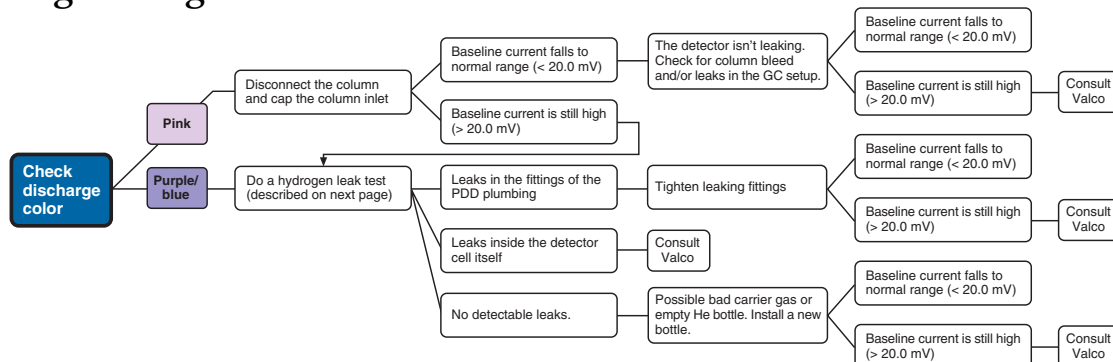 Check
discharge
color
Pink
Disconnect the column
and cap the column inlet
Baseline current falls to
normal range (< 20.0 mV)
The detector isn't leaking.
Check for column bleed
and/or leaks in the GC setup.
Baseline current falls to
normal range (< 20.0 mV)
Baseline current is still high
(> 20.0 mV)
Consult
Valco
Baseline current is still high
(> 20.0 mV)
Purple/
blue
Do a hydrogen leak test
(described on next page)
Leaks in the fittings of the
PDD plumbing
Tighten leaking fittings
Baseline current falls to
normal range (< 20.0 mV)
Baseline current is still high
(> 20.0 mV)
Consult
Valco
Leaks inside the detector
cell itself
Consult
Valco
No detectable leaks.
Possible bad carrier gas or
empty He bottle. Install a new
bottle.
Baseline current falls to
normal range (< 20.0 mV)
Baseline current is still high
(> 20.0 mV)
Consult
Valco